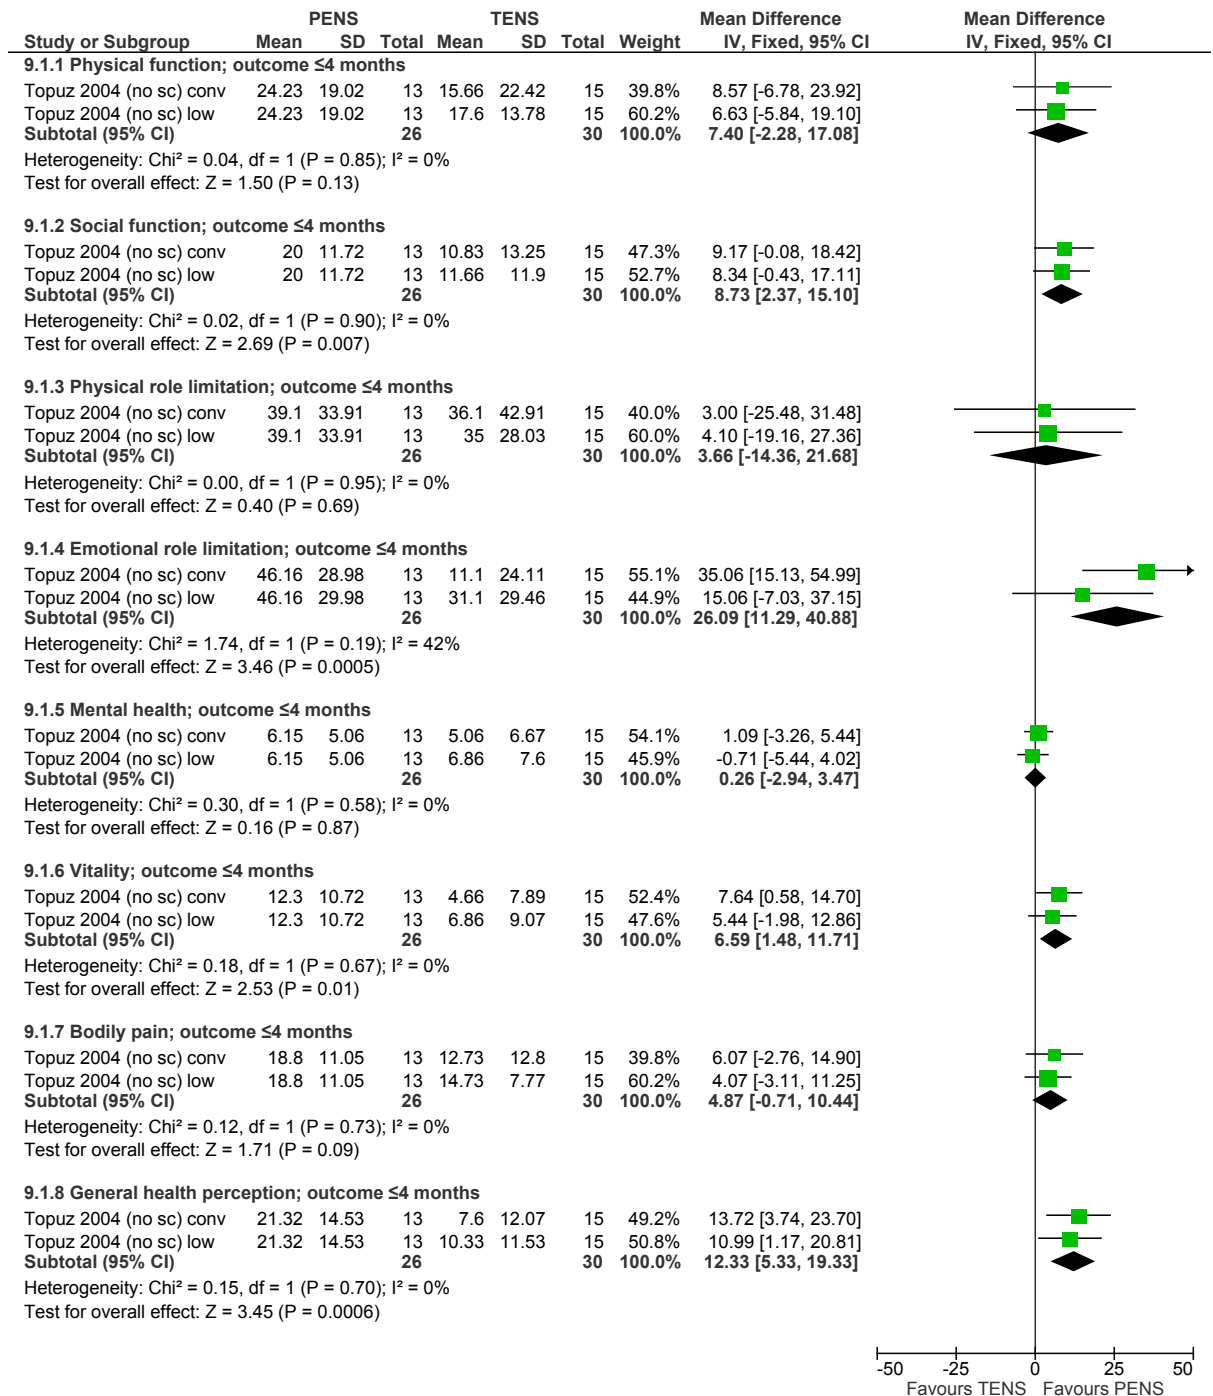 PENS TENS Mean Difference Mean Difference
Study or Subgroup Mean SD Total Mean SD Total Weight IV, Fixed, 95% CI IV, Fixed, 95% CI
9.1.1 Physical function; outcome ≤4 months
Topuz 2004 (no sc) conv 24.23 19.02 13 15.66 22.42 15 39.8% 8.57 [-6.78, 23.92]
Topuz 2004 (no sc) low 24.23 19.02 13 17.6 13.78 15 60.2% 6.63 [-5.84, 19.10]
Subtotal (95% CI) 26 30 100.0% 7.40 [-2.28, 17.08]
Heterogeneity: Chi² = 0.04, df = 1 (P = 0.85); I² = 0%
Test for overall effect: Z = 1.50 (P = 0.13)
9.1.2 Social function; outcome ≤4 months
Topuz 2004 (no sc) conv 20 11.72 13 10.83 13.25 15 47.3% 9.17 [-0.08, 18.42]
Topuz 2004 (no sc) low 20 11.72 13 11.66 11.9 15 52.7% 8.34 [-0.43, 17.11]
Subtotal (95% CI) 26 30 100.0% 8.73 [2.37, 15.10]
Heterogeneity: Chi² = 0.02, df = 1 (P = 0.90); I² = 0%
Test for overall effect: Z = 2.69 (P = 0.007)
9.1.3 Physical role limitation; outcome ≤4 months
Topuz 2004 (no sc) conv 39.1 33.91 13 36.1 42.91 15 40.0% 3.00 [-25.48, 31.48]
Topuz 2004 (no sc) low 39.1 33.91 13 35 28.03 15 60.0% 4.10 [-19.16, 27.36]
Subtotal (95% CI) 26 30 100.0% 3.66 [-14.36, 21.68]
Heterogeneity: Chi² = 0.00, df = 1 (P = 0.95); I² = 0%
Test for overall effect: Z = 0.40 (P = 0.69)
9.1.4 Emotional role limitation; outcome ≤4 months
Topuz 2004 (no sc) conv 46.16 28.98 13 11.1 24.11 15 55.1% 35.06 [15.13, 54.99]
Topuz 2004 (no sc) low 46.16 29.98 13 31.1 29.46 15 44.9% 15.06 [-7.03, 37.15]
Subtotal (95% CI) 26 30 100.0% 26.09 [11.29, 40.88]
Heterogeneity: Chi² = 1.74, df = 1 (P = 0.19); I² = 42%
Test for overall effect: Z = 3.46 (P = 0.0005)
9.1.5 Mental health; outcome ≤4 months
Topuz 2004 (no sc) conv 6.15 5.06 13 5.06 6.67 15 54.1% 1.09 [-3.26, 5.44]
Topuz 2004 (no sc) low 6.15 5.06 13 6.86 7.6 15 45.9% -0.71 [-5.44, 4.02]
Subtotal (95% CI) 26 30 100.0% 0.26 [-2.94, 3.47]
Heterogeneity: Chi² = 0.30, df = 1 (P = 0.58); I² = 0%
Test for overall effect: Z = 0.16 (P = 0.87)
9.1.6 Vitality; outcome ≤4 months
Topuz 2004 (no sc) conv 12.3 10.72 13 4.66 7.89 15 52.4% 7.64 [0.58, 14.70]
Topuz 2004 (no sc) low 12.3 10.72 13 6.86 9.07 15 47.6% 5.44 [-1.98, 12.86]
Subtotal (95% CI) 26 30 100.0% 6.59 [1.48, 11.71]
Heterogeneity: Chi² = 0.18, df = 1 (P = 0.67); I² = 0%
Test for overall effect: Z = 2.53 (P = 0.01)
9.1.7 Bodily pain; outcome ≤4 months
Topuz 2004 (no sc) conv 18.8 11.05 13 12.73 12.8 15 39.8% 6.07 [-2.76, 14.90]
Topuz 2004 (no sc) low 18.8 11.05 13 14.73 7.77 15 60.2% 4.07 [-3.11, 11.25]
Subtotal (95% CI) 26 30 100.0% 4.87 [-0.71, 10.44]
Heterogeneity: Chi² = 0.12, df = 1 (P = 0.73); I² = 0%
Test for overall effect: Z = 1.71 (P = 0.09)
9.1.8 General health perception; outcome ≤4 months
Topuz 2004 (no sc) conv 21.32 14.53 13 7.6 12.07 15 49.2% 13.72 [3.74, 23.70]
Topuz 2004 (no sc) low 21.32 14.53 13 10.33 11.53 15 50.8% 10.99 [1.17, 20.81]
Subtotal (95% CI) 26 30 100.0% 12.33 [5.33, 19.33]
Heterogeneity: Chi² = 0.15, df = 1 (P = 0.70); I² = 0%
Test for overall effect: Z = 3.45 (P = 0.0006)
-50 -25 0 25 50
Favours TENS Favours PENS